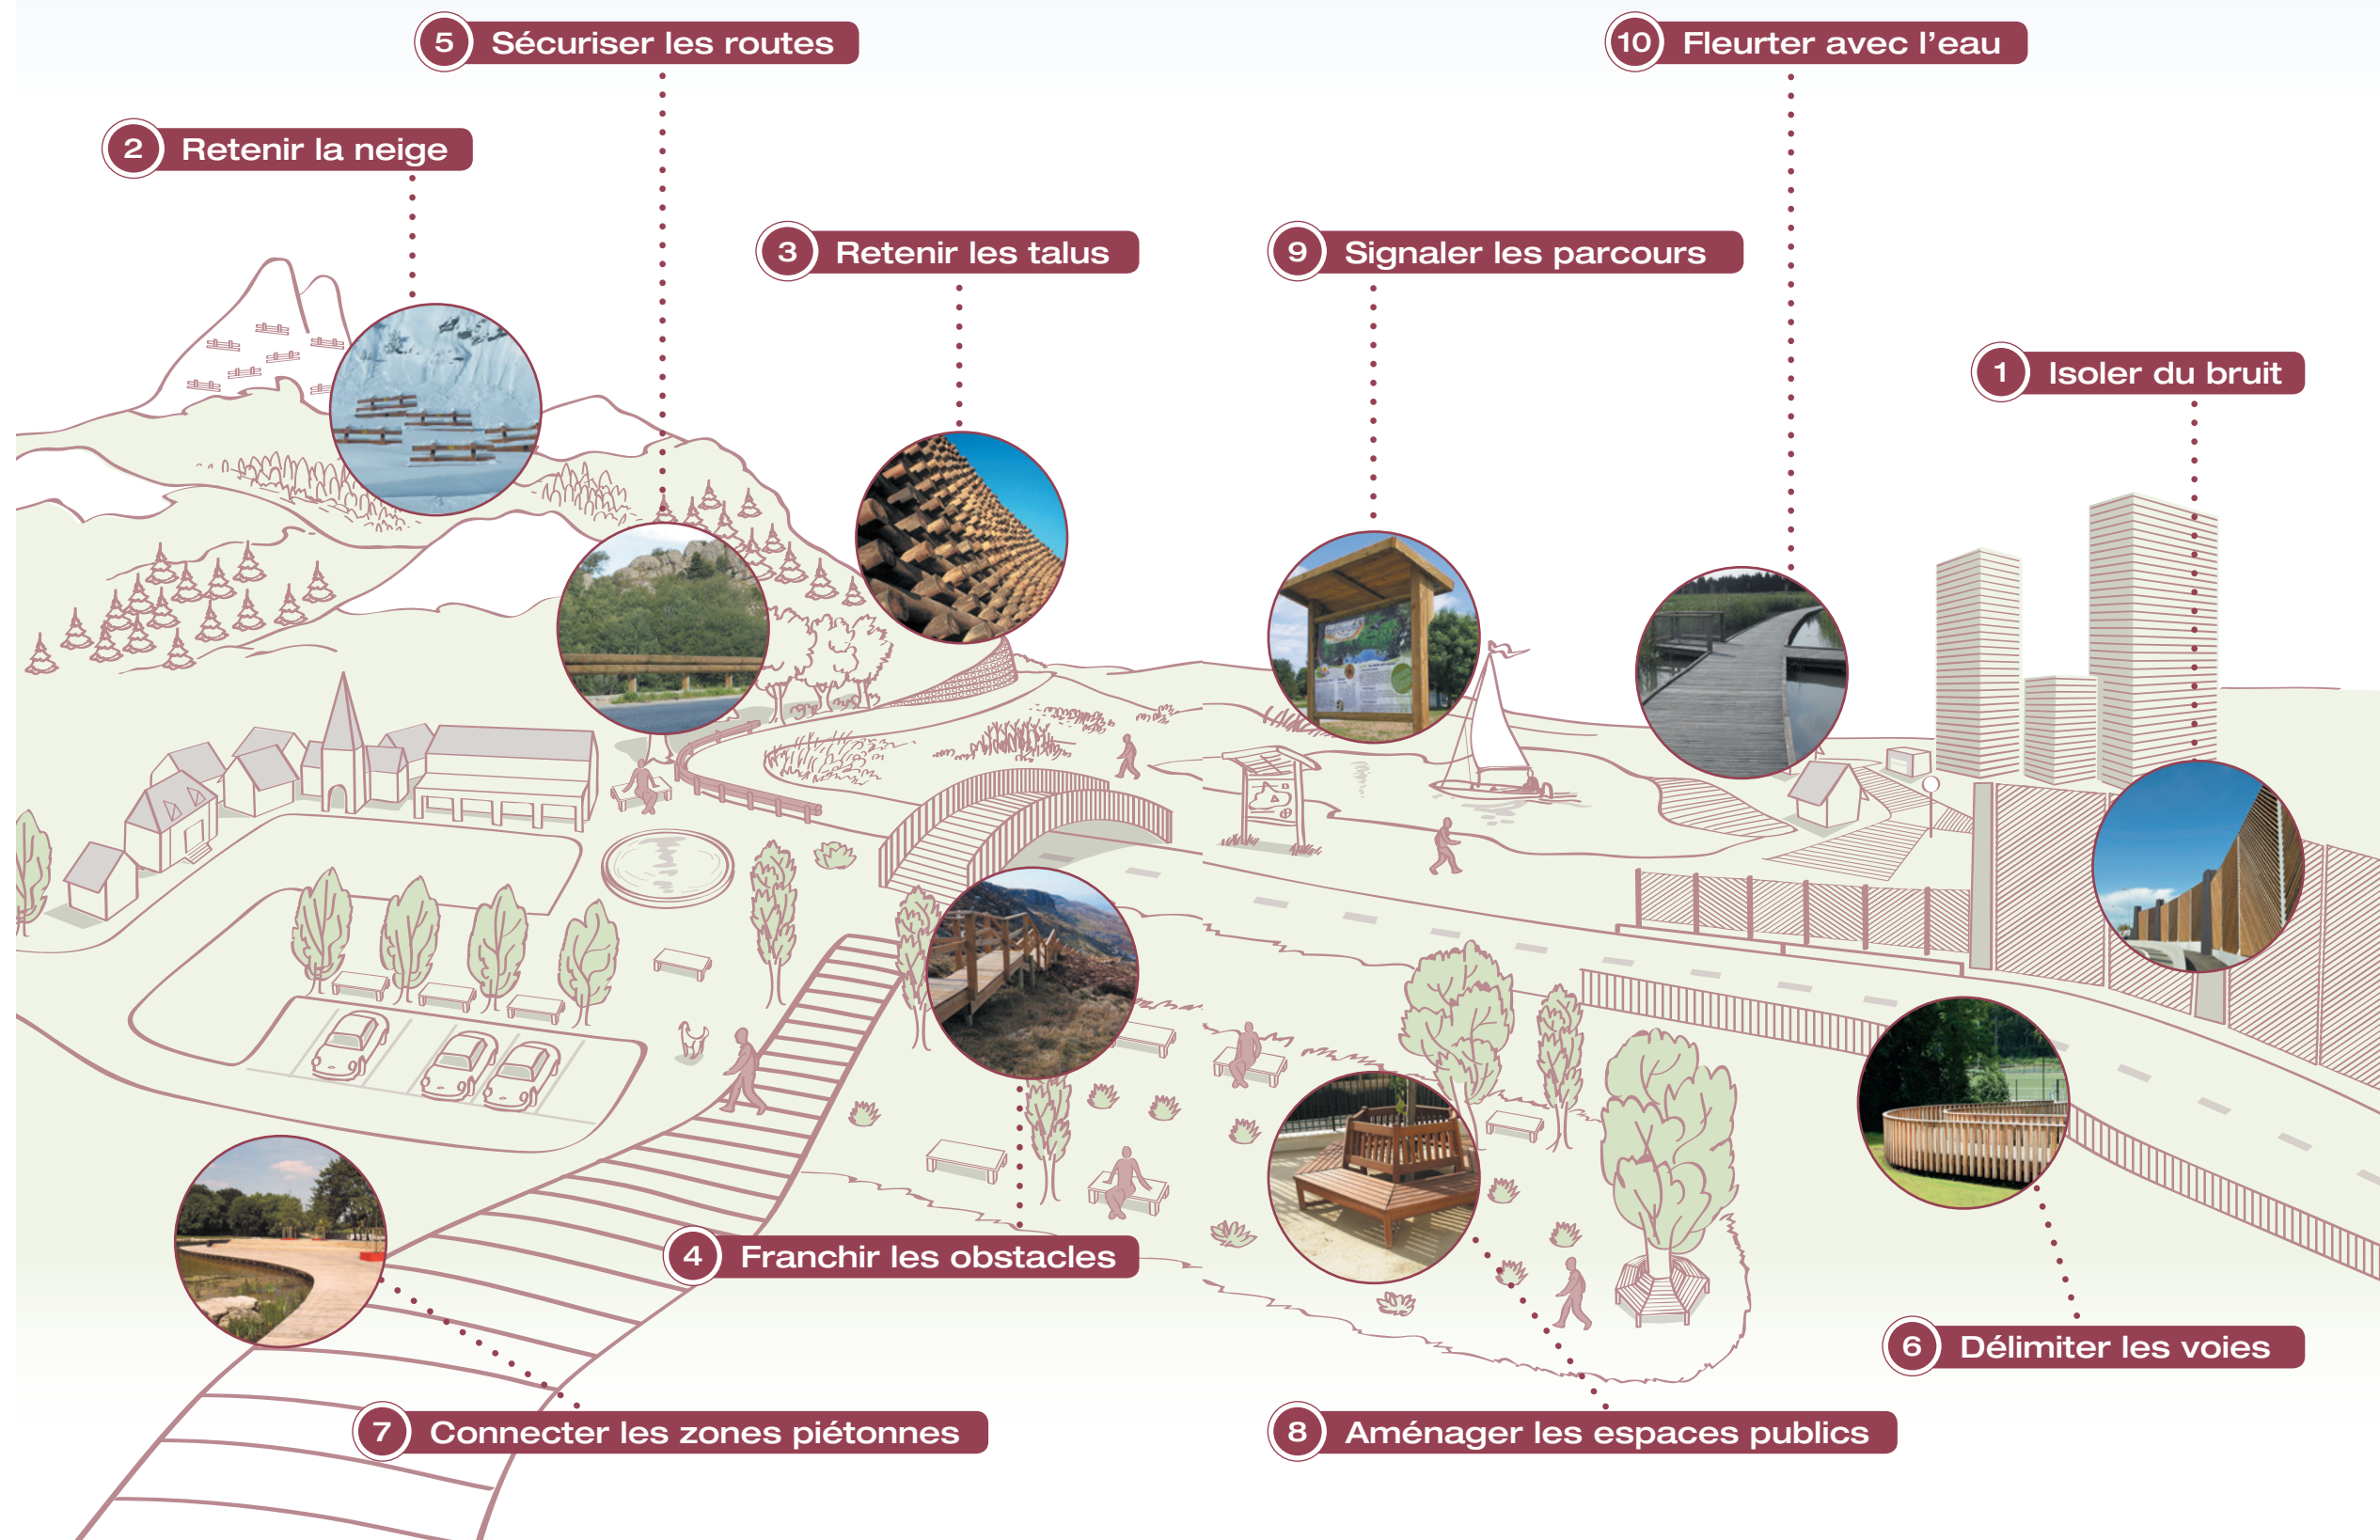 5 Sécuriser les routes
10 Fleurter avec l’eau
2 Retenir la neige
3 Retenir les talus
9 Signaler les parcours
1 Isoler du bruit
4 Franchir les obstacles
6 Délimiter les voies
7 Connecter les zones piétonnes
8 Aménager les espaces publics